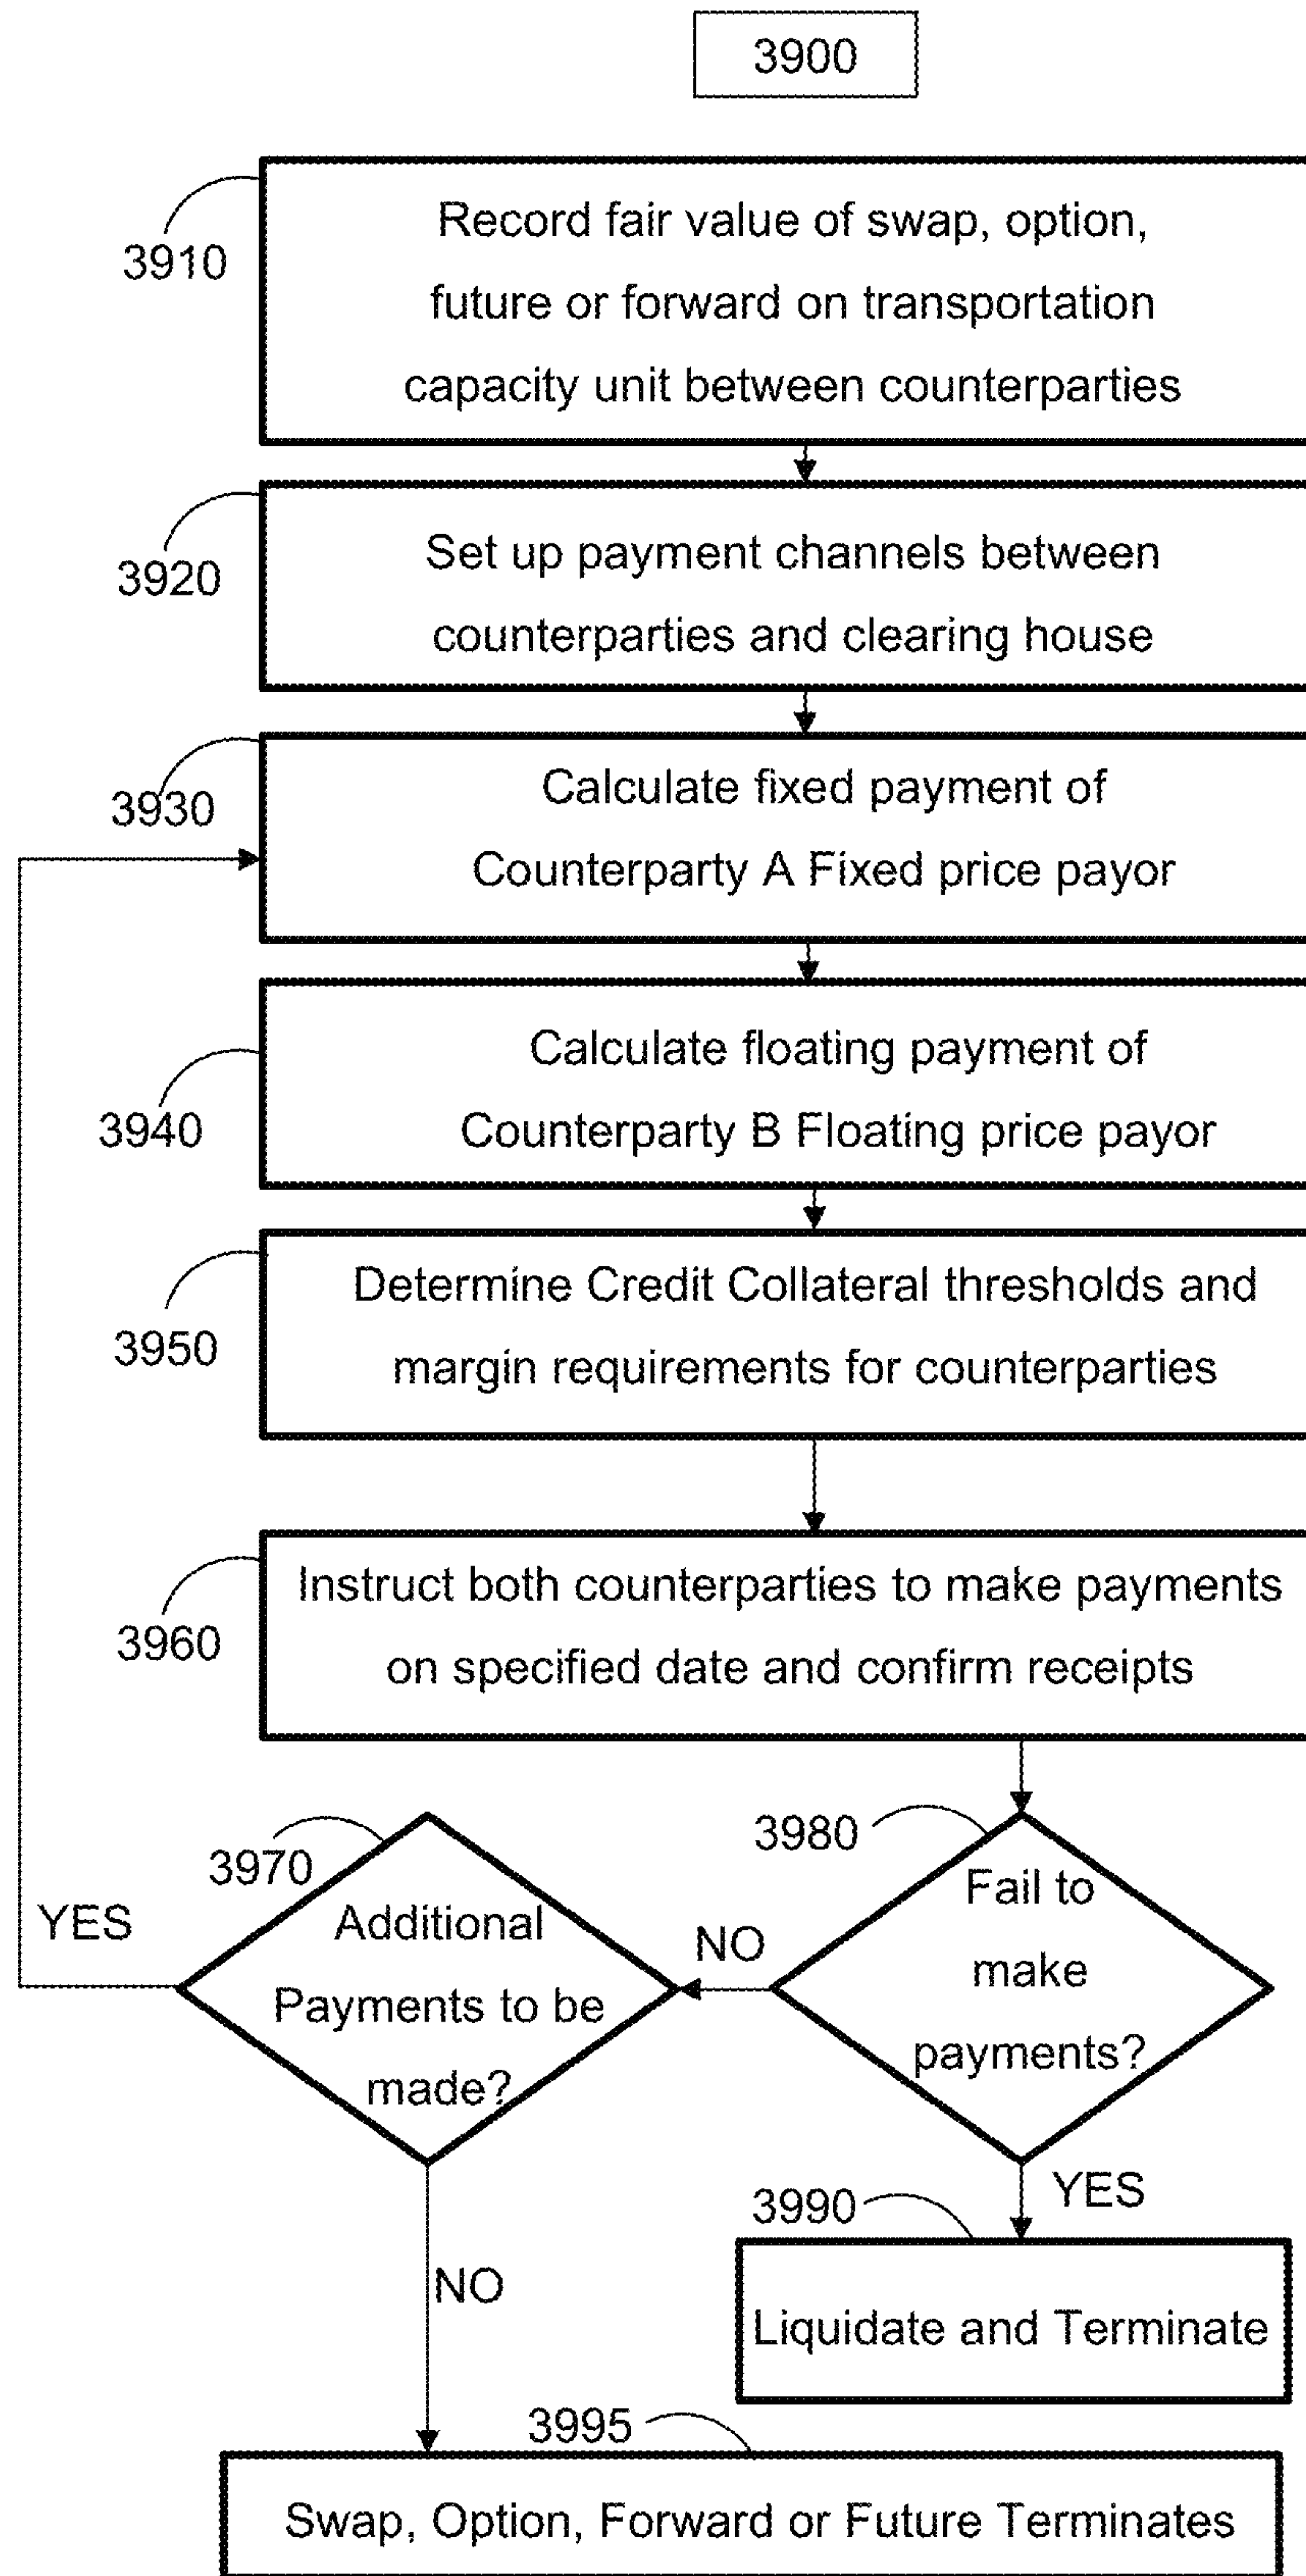 3900
3910
Record fair value of swap, option,
future or forward on transportation
capacity unit between counterparties
3920
Set up payment channels between
counterparties and clearing house
3930
Calculate fixed payment of
Counterparty A Fixed price payor
3940
Calculate floating payment of
Counterparty B Floating price payor
3950
Determine Credit Collateral thresholds and
margin requirements for counterparties
3960
Instruct both counterparties to make payments
on specified date and confirm receipts
3980
Fail to
make
payments?
NO
3970
Additional
Payments to be
made?
YES
YES
3990
Liquidate and Terminate
NO
3995
Swap, Option, Forward or Future Terminates